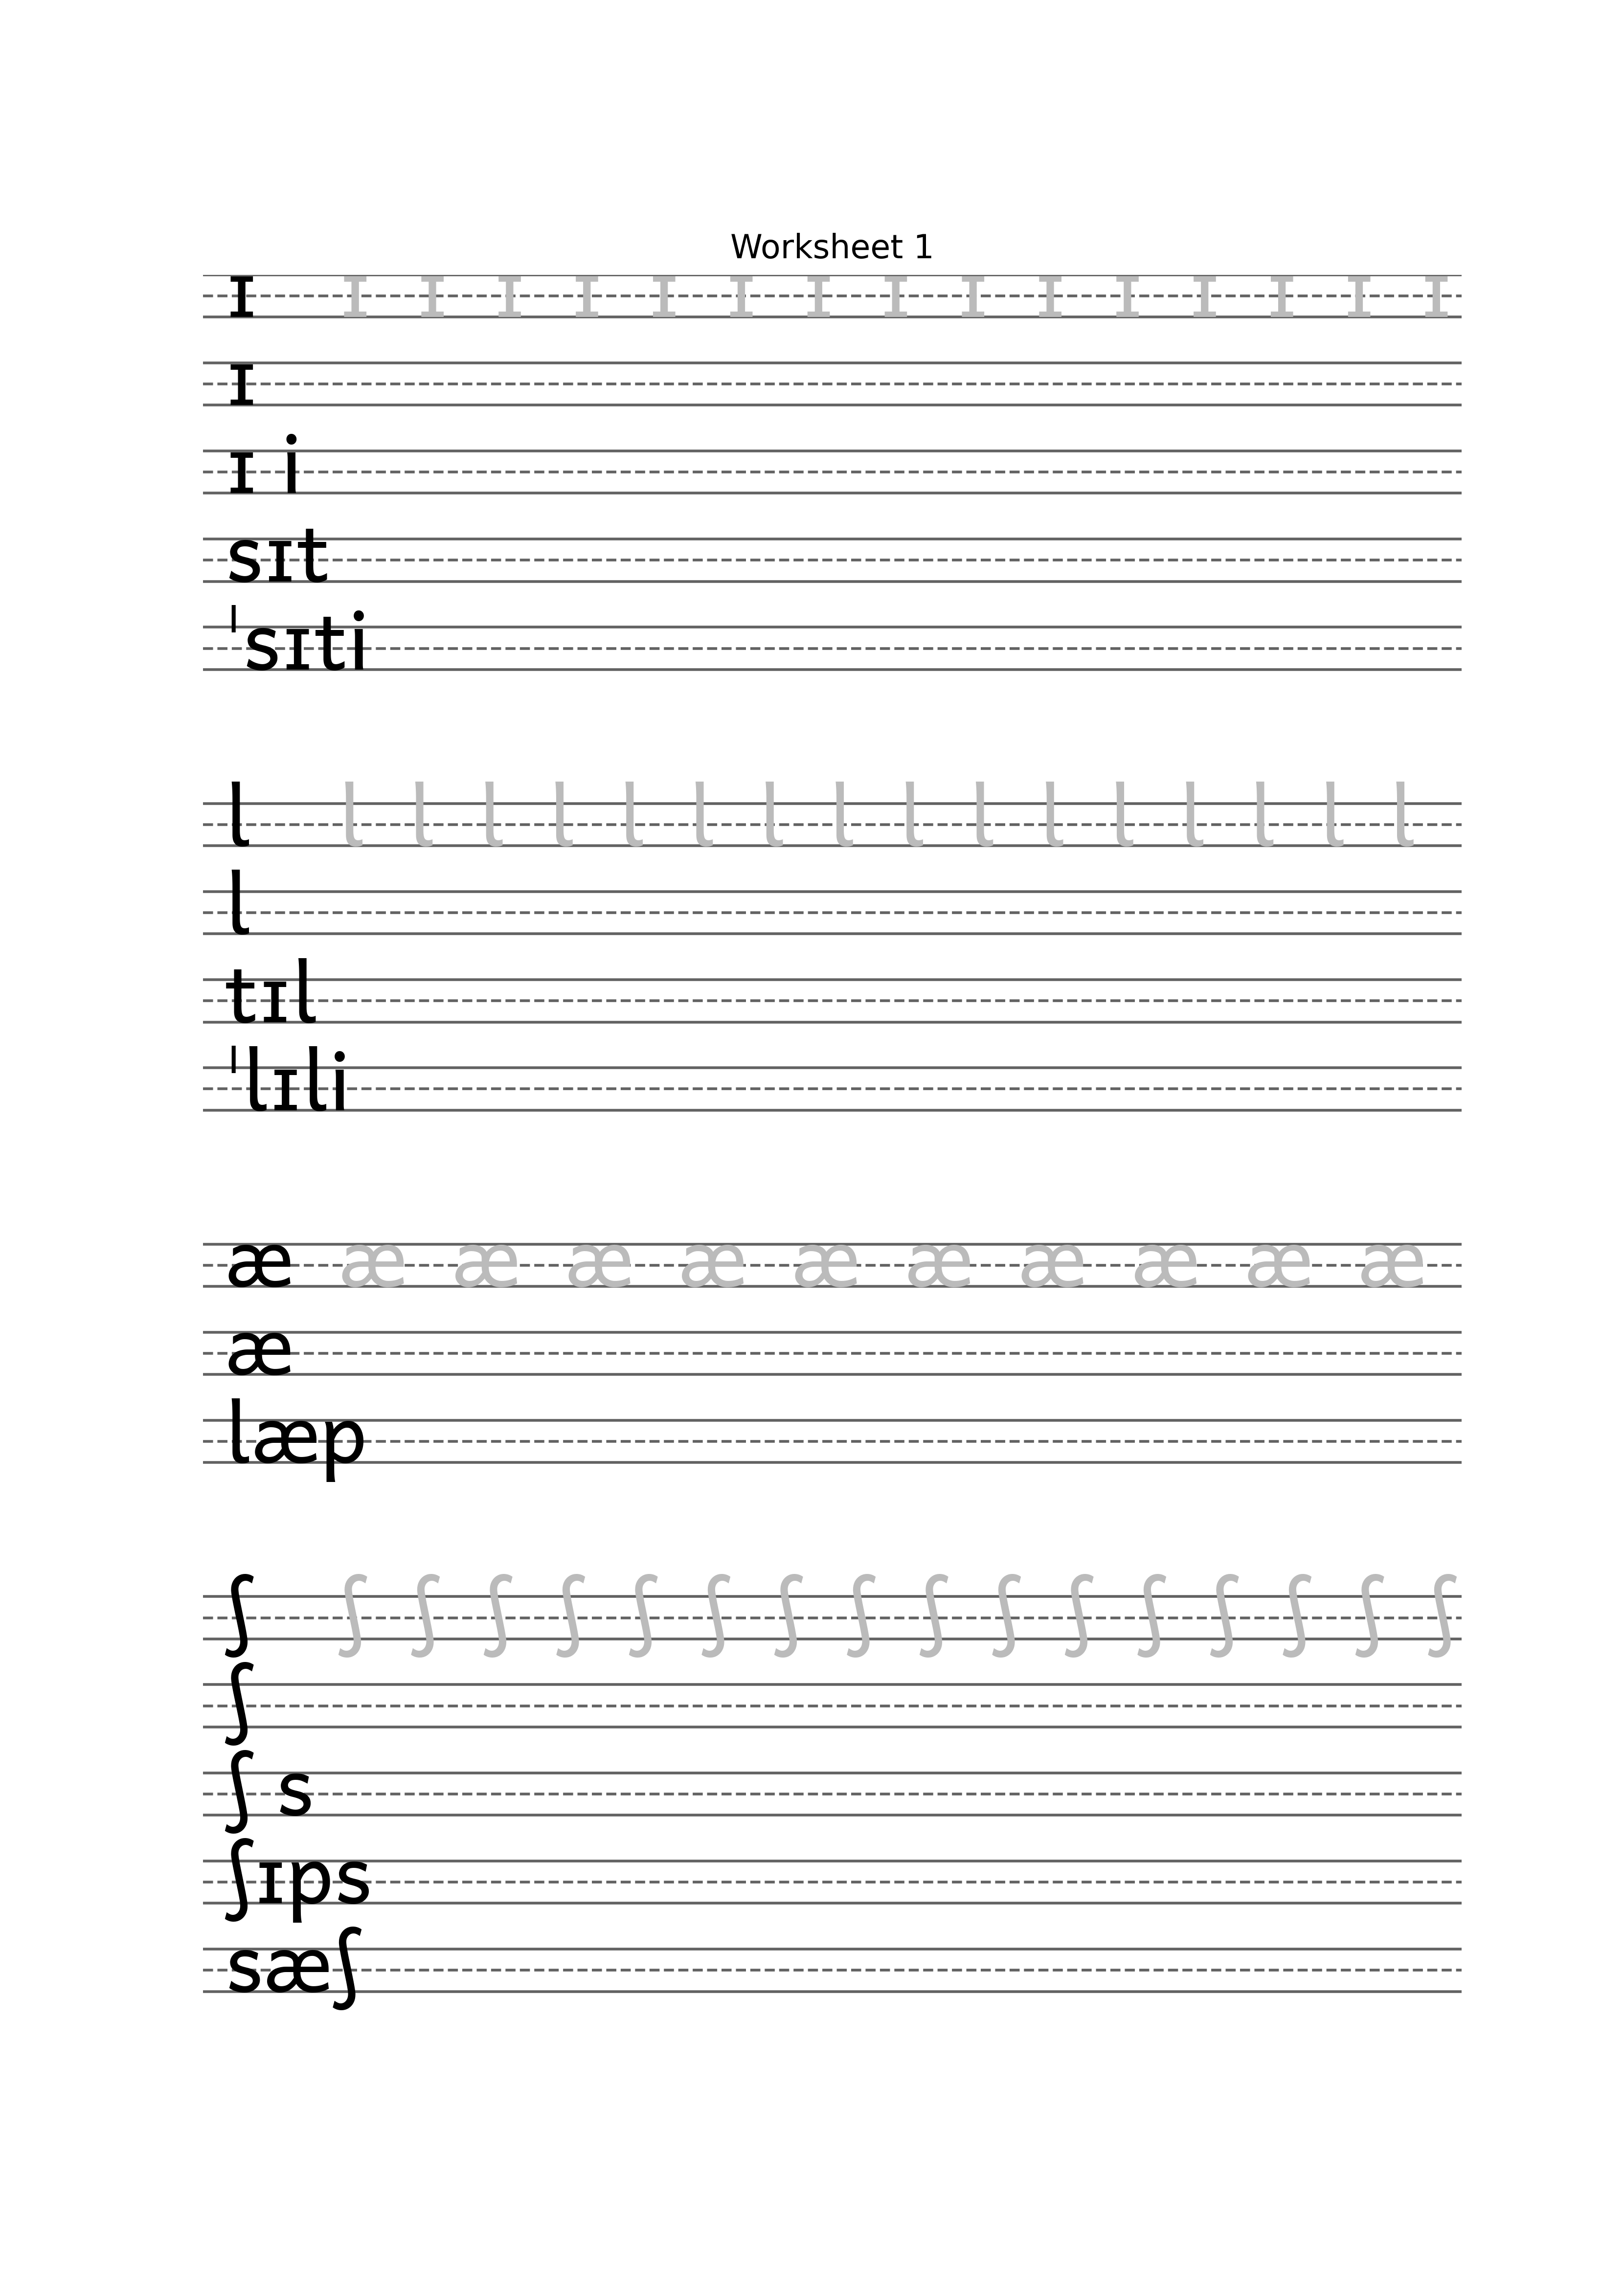 Worksheet 1
ɪ ɪ ɪ ɪ ɪ ɪ ɪ ɪ ɪ ɪ ɪ ɪ ɪ ɪ ɪ ɪ
ɪ
ɪ i
sɪt
ˈsɪti
l l l l l l l l l l l l l l l l l
l
tɪl
ˈlɪli
æ æ æ æ æ æ æ æ æ æ æ
æ
læp
ʃ ʃ ʃ ʃ ʃ ʃ ʃ ʃ ʃ ʃ ʃ ʃ ʃ ʃ ʃ ʃ ʃ
ʃ
ʃ s
ʃɪps
sæʃ